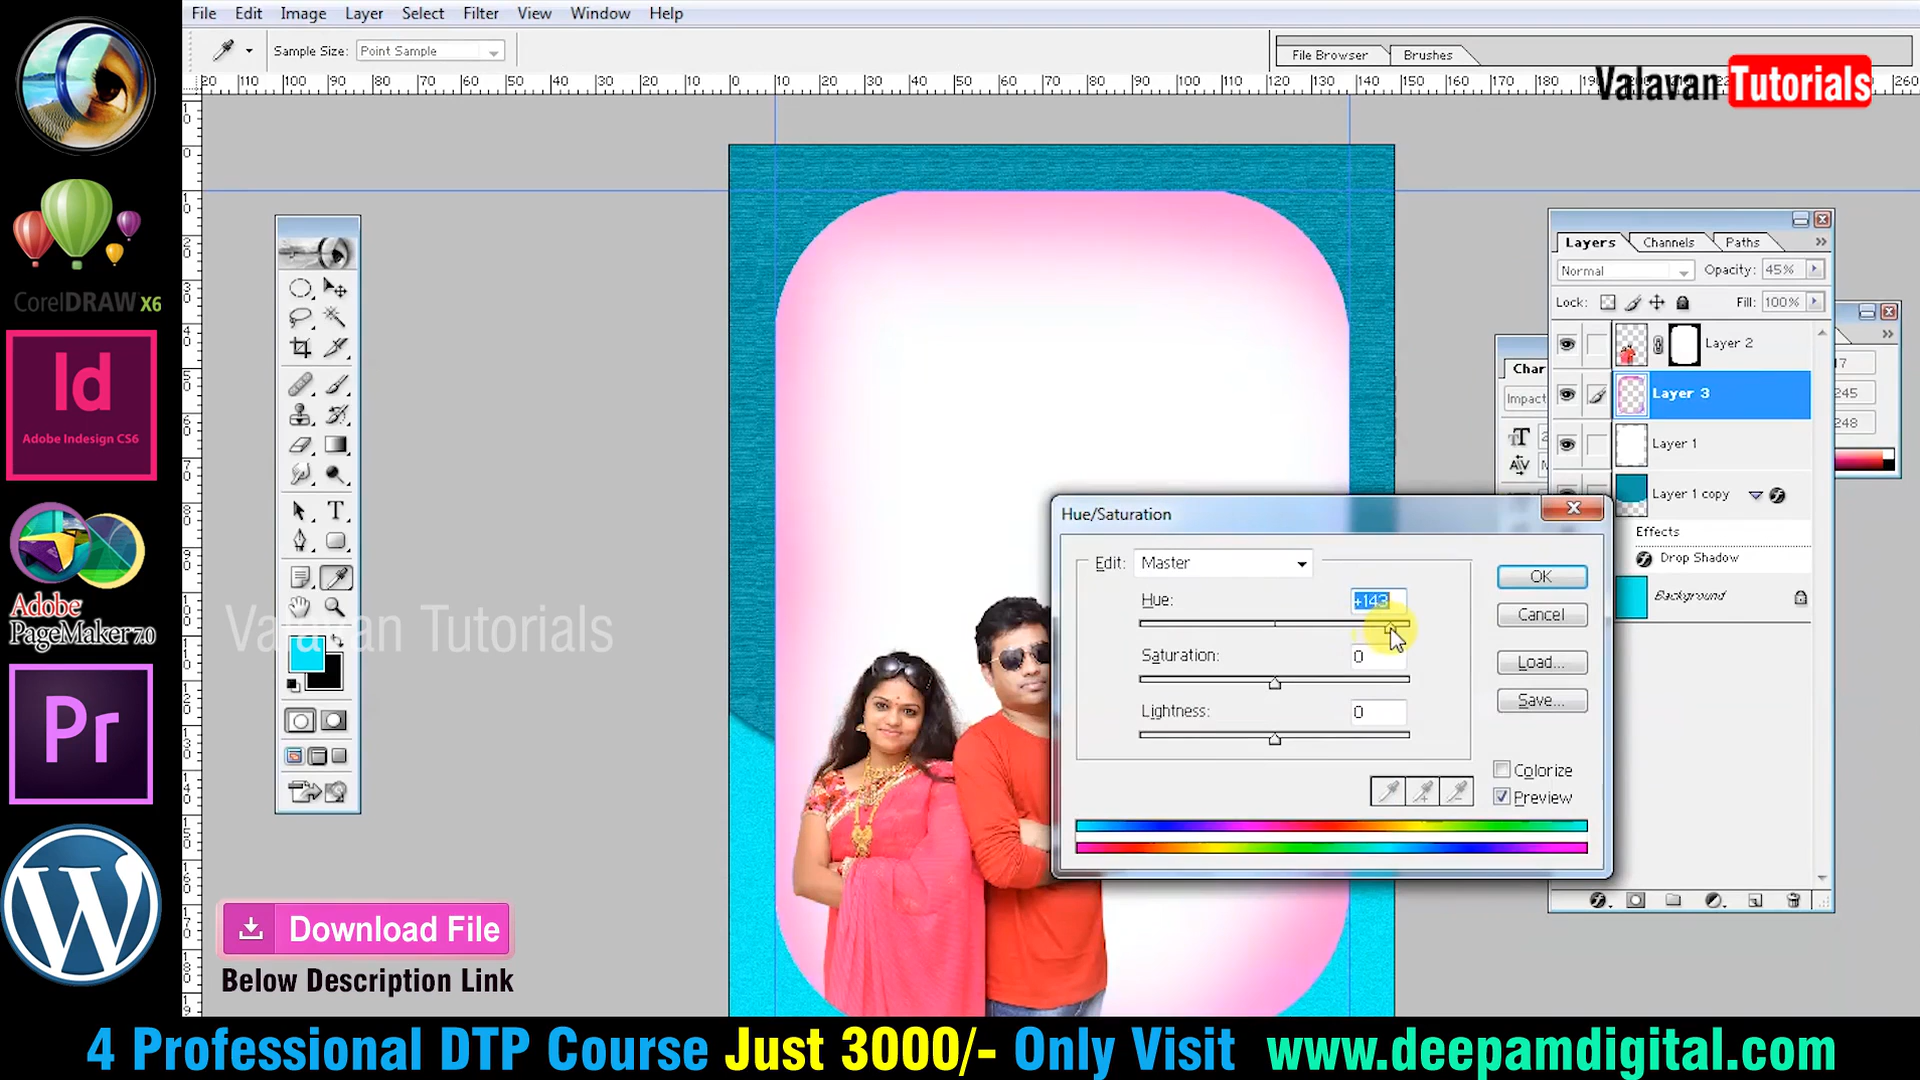 File Edit Image Layer Select Filter View Window Help
Sample Size: Point Sample
File Browser Brushes
Valavan Tutorials
CorelDRAW X6
Id
Adobe Indesign CS6
Adobe
PageMaker 7.0
Pr
W
Valavan Tutorials
Download File
Below Description Link
Layers Channels Paths
Normal Opacity: 45%
Lock: Fill: 100%
Layer 2
Layer 3
Layer 1
Layer 1 copy
Effects
Drop Shadow
Background
Char
Impact
245
248
Hue/Saturation
Edit: Master
Hue: +143
Saturation: 0
Lightness: 0
OK
Cancel
Load...
Save...
Colorize
Preview
4 Professional DTP Course Just 3000/- Only Visit www.deepamdigital.com